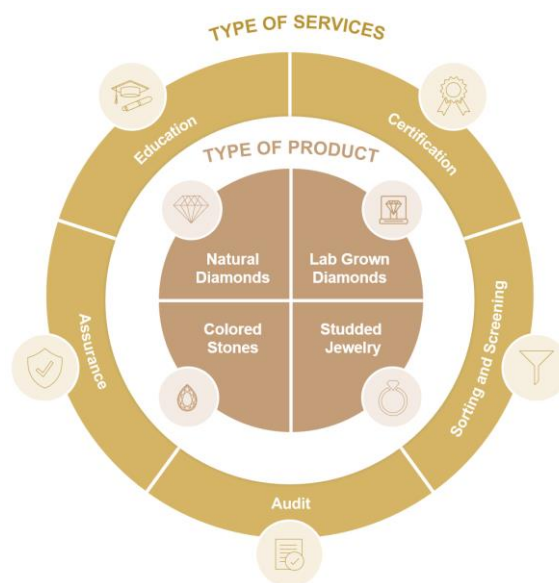 TYPE OF SERVICES
Education
Certification
TYPE OF PRODUCT
Natural
Diamonds
Lab Grown
Diamonds
Colored
Stones
Studded
Jewelry
Assurance
Sorting and Screening
Audit